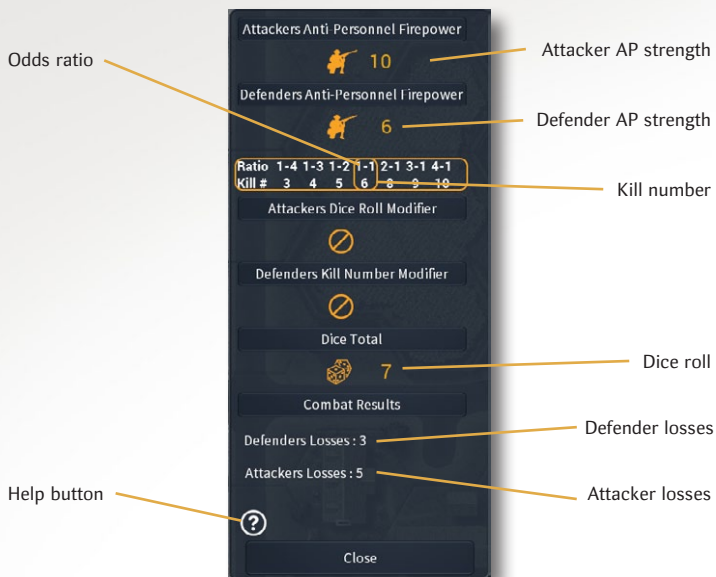 Attackers Anti-Personnel Firepower
Odds ratio
10
Attacker AP strength
Defenders Anti-Personnel Firepower
6
Defender AP strength
Ratio 1-4 1-3 1-2 1-1 2-1 3-1 4-1
Kill # 3 4 5 6 8 9 10
Kill number
Attackers Dice Roll Modifier
Defenders Kill Number Modifier
Dice Total
7
Dice roll
Combat Results
Defenders Losses : 3
Defender losses
Attackers Losses : 5
Attacker losses
Help button
?
Close